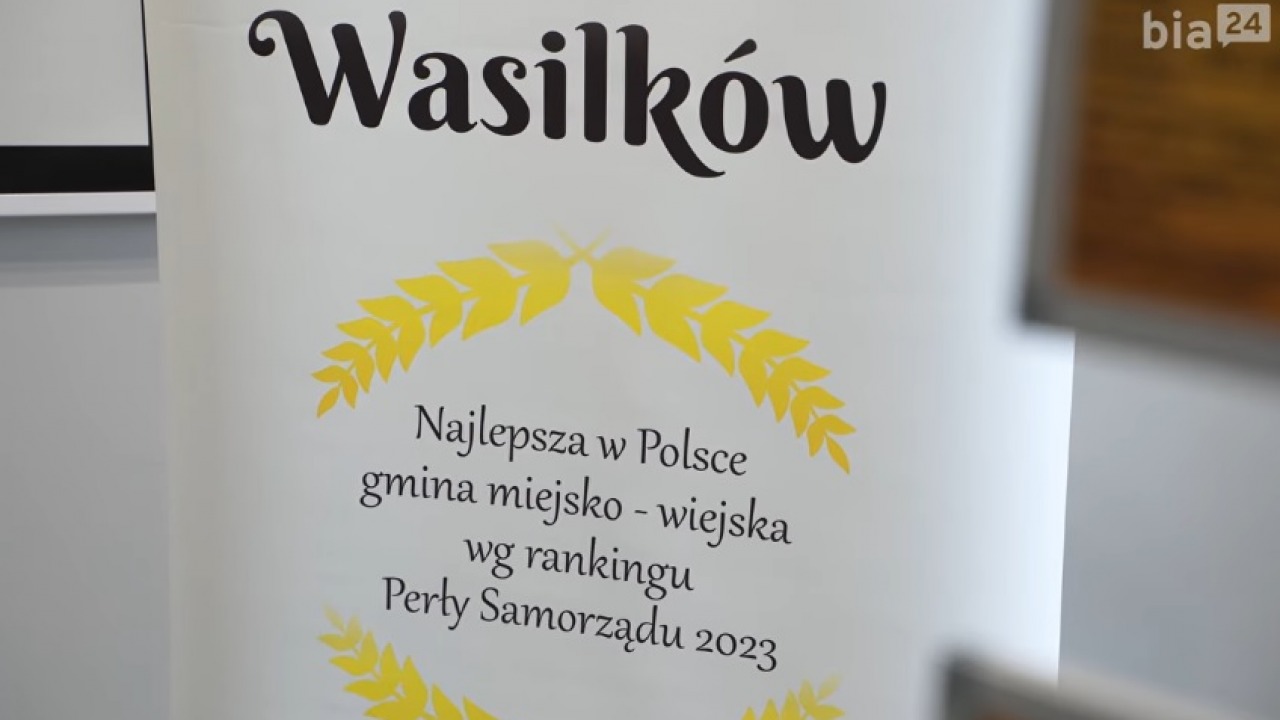 bia24
Wasilków
Najlepsza w Polsce
gmina miejsko - wiejska
wg rankingu
Perły Samorządu 2023